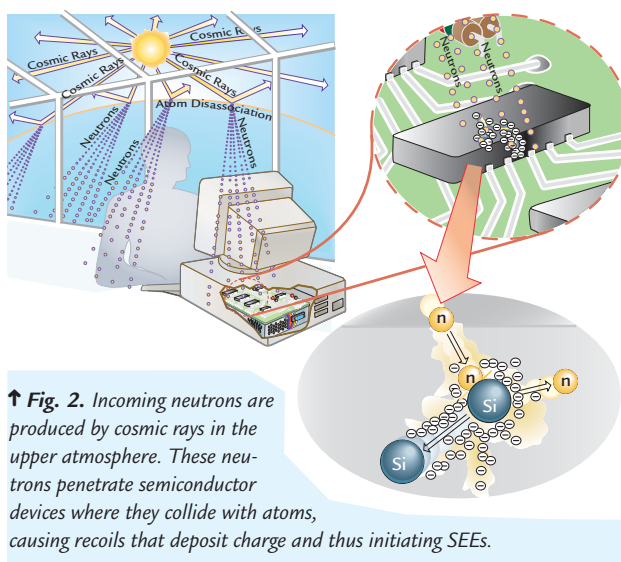 Cosmic Rays
Cosmic Rays
Cosmic Rays
Cosmic Rays
Atom Disassociation
Neutrons
Neutrons
Neutrons
Neutrons
Neutrons
n
n
n
Si
Si
↑ Fig. 2. Incoming neutrons are
produced by cosmic rays in the
upper atmosphere. These neu-
trons penetrate semiconductor
devices where they collide with atoms,
causing recoils that deposit charge and thus initiating SEEs.